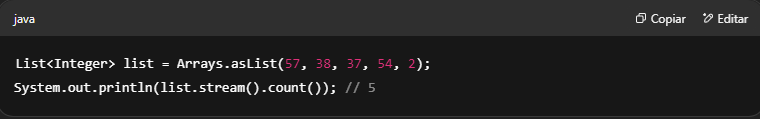 java Copiar Editar
List<Integer> list = Arrays.asList(57, 38, 37, 54, 2);
System.out.println(list.stream().count()); // 5